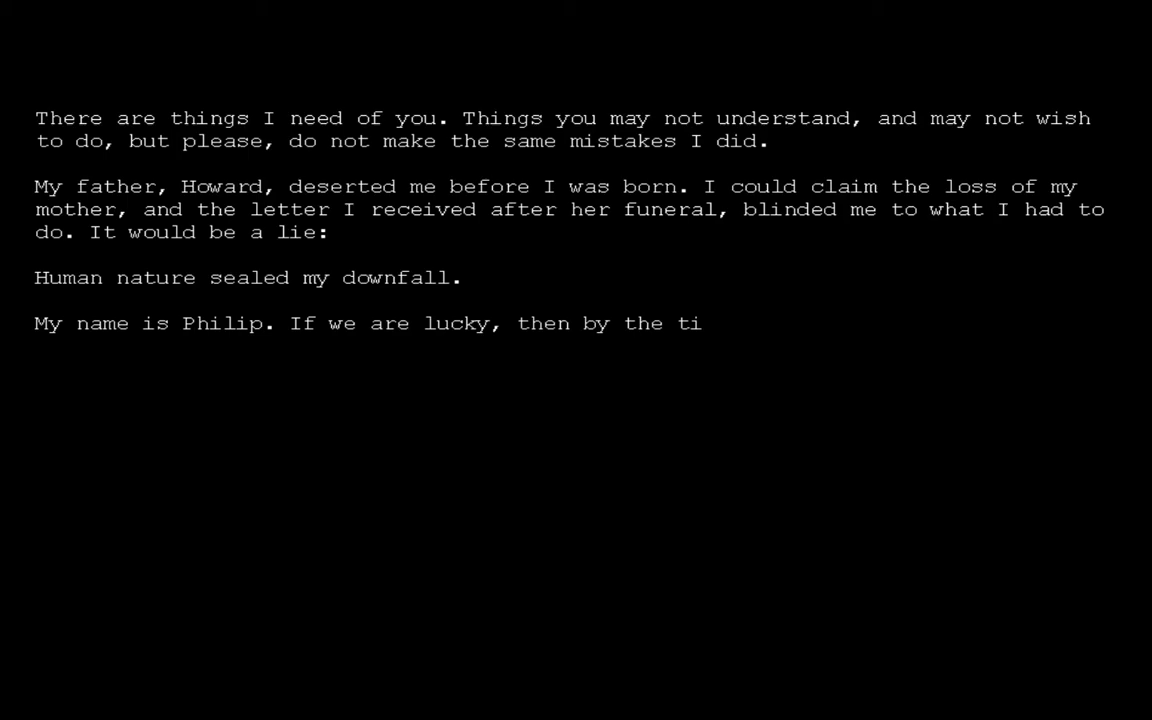 There are things I need of you. Things you may not understand, and may not wish
to do, but please, do not make the same mistakes I did.
My father, Howard, deserted me before I was born. I could claim the loss of my
mother, and the letter I received after her funeral, blinded me to what I had to
do. It would be a lie:
Human nature sealed my downfall.
My name is Philip. If we are lucky, then by the ti